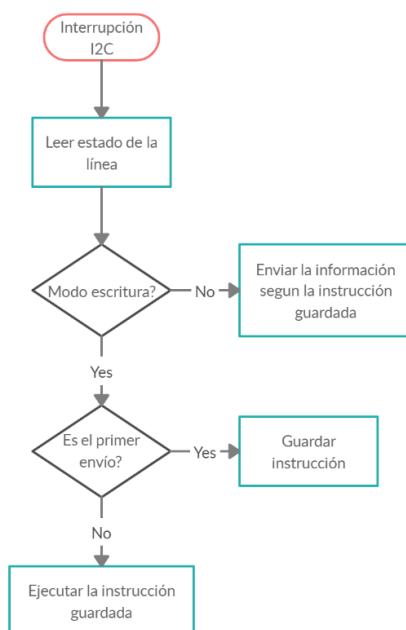 Interrupción
I2C
Leer estado de la
línea
Modo escritura?
No
Enviar la información
segun la instrucción
guardada
Yes
Es el primer
envío?
Yes
Guardar
instrucción
No
Ejecutar la instrucción
guardada